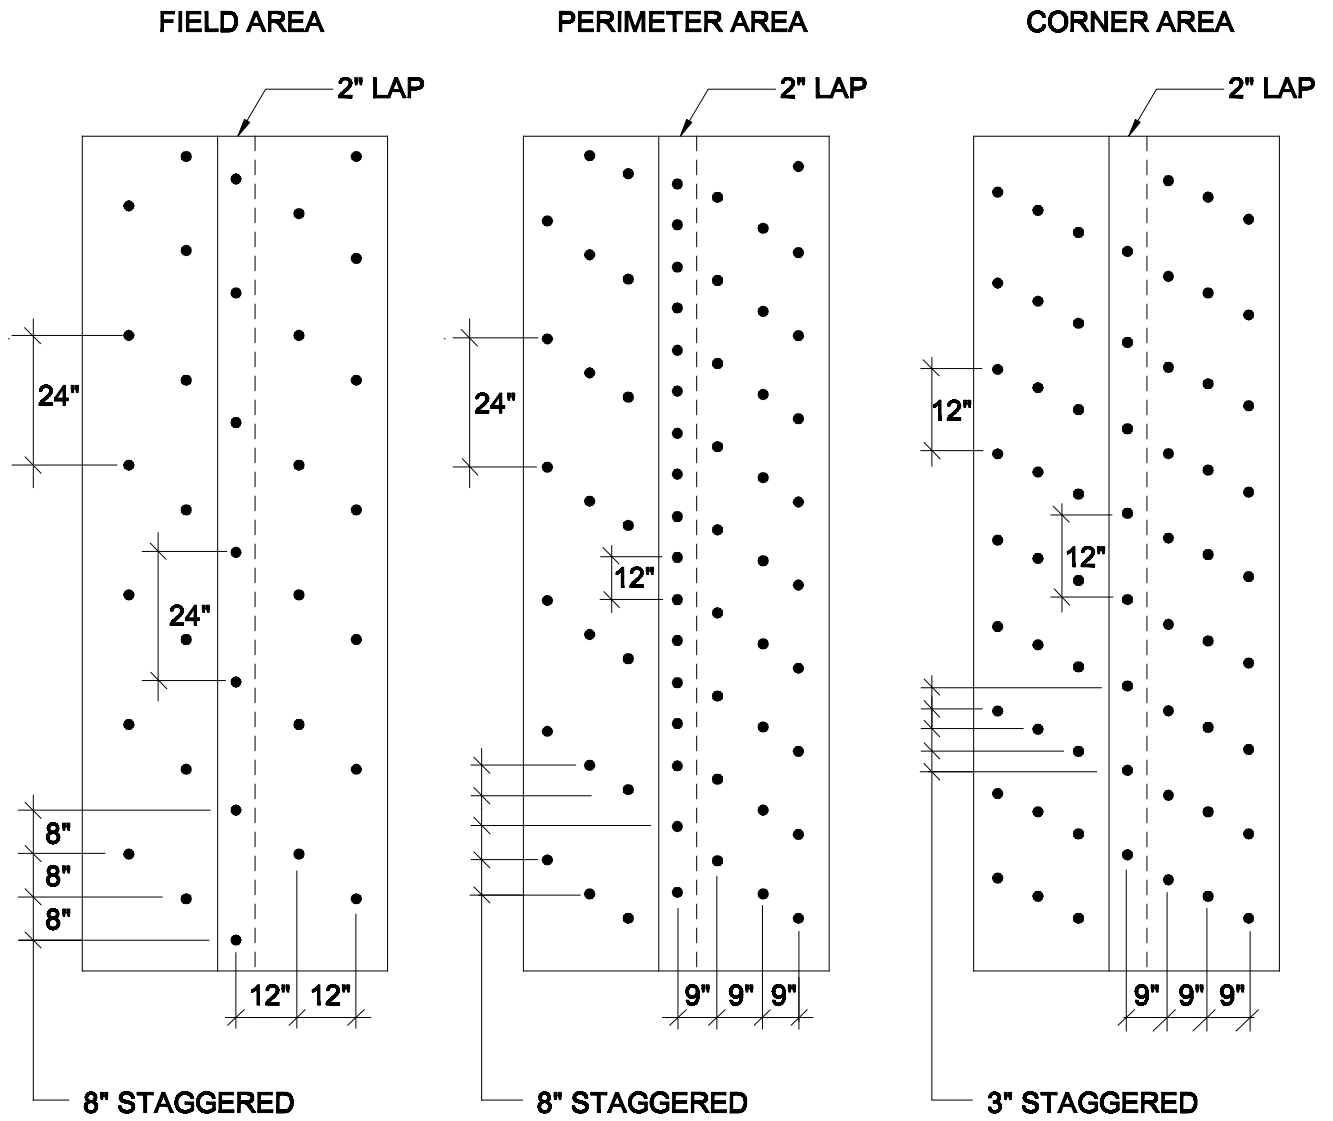 FIELD AREA
2" LAP
24"
24"
8"
8"
8"
12" 12"
8" STAGGERED
PERIMETER AREA
2" LAP
24"
12"
9" 9" 9"
8" STAGGERED
CORNER AREA
2" LAP
12"
12"
9" 9" 9"
3" STAGGERED